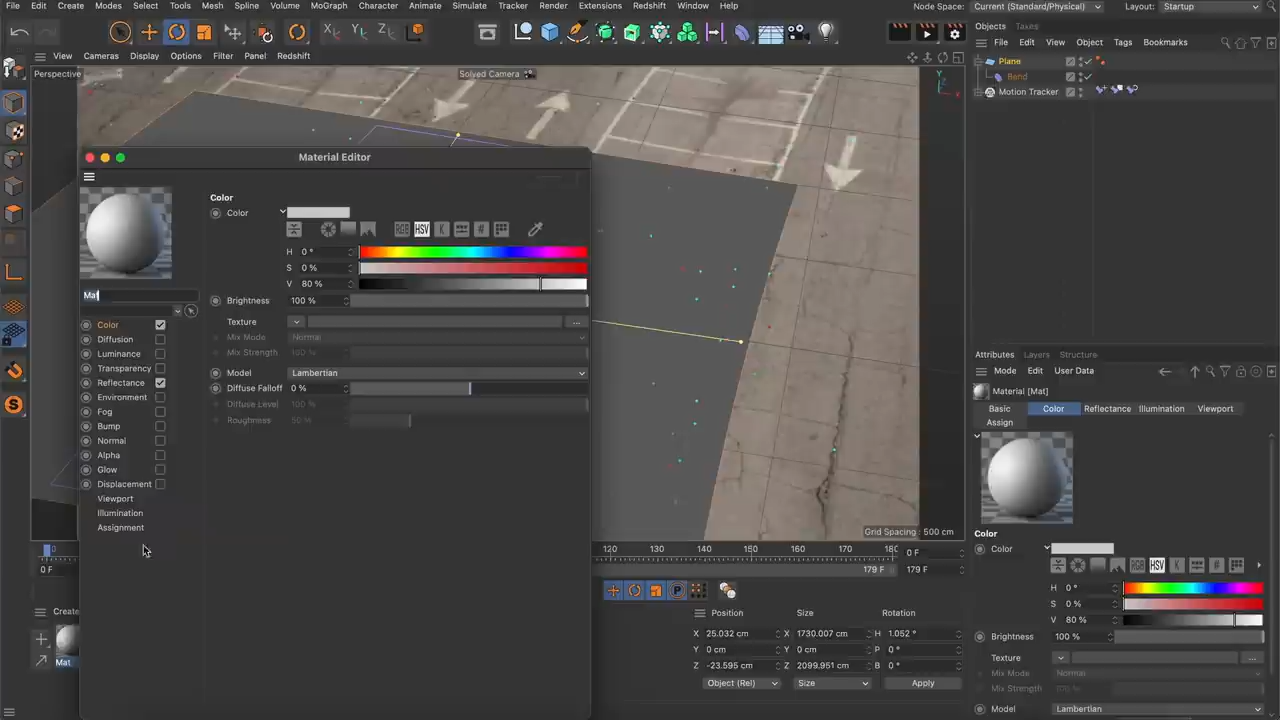 File Edit Create Modes Select Tools Mesh Spline Volume MoGraph Character Animate Simulate Tracker Render Extensions Redshift Window Help Node Space: Current (Standard/Physical) Layout: Startup
Objects Takes
File Edit View Object Tags Bookmarks
View Cameras Display Options Filter Panel Redshift
Plane
Perspective Solved Camera Y X
Bend
Motion Tracker
Material Editor
Color
Color
RGB HSV K #
H 0 °
S 0 %
V 80 %
Mat
Brightness 100 %
Color
Texture ...
Diffusion
Mix Mode Normal
Luminance
Mix Strength 100 %
Transparency
Model Lambertian
Reflectance
Diffuse Falloff 0 %
Environment
Diffuse Level 100 %
Fog
Roughness 50 %
Bump
Normal
Alpha
Glow
Displacement
Viewport
Illumination
Assignment
Grid Spacing : 500 cm
Attributes Layers Structure
Mode Edit User Data
Material [Mat]
Basic Color Reflectance Illumination Viewport
Assign
Color
Color
RGB HSV K #
H 0 °
S 0 %
V 80 %
Brightness 100 %
Texture ...
Mix Mode Normal
Mix Strength 100 %
Model Lambertian
0 120 130 140 150 160 170 0 F
0 F 179 F 179 F
Create
Mat
Position Size Rotation
X 25.032 cm X 1730.007 cm H 1.052 °
Y 0 cm Y 0 cm P 0 °
Z -23.595 cm Z 2099.951 cm B 0 °
Object (Rel) Size Apply